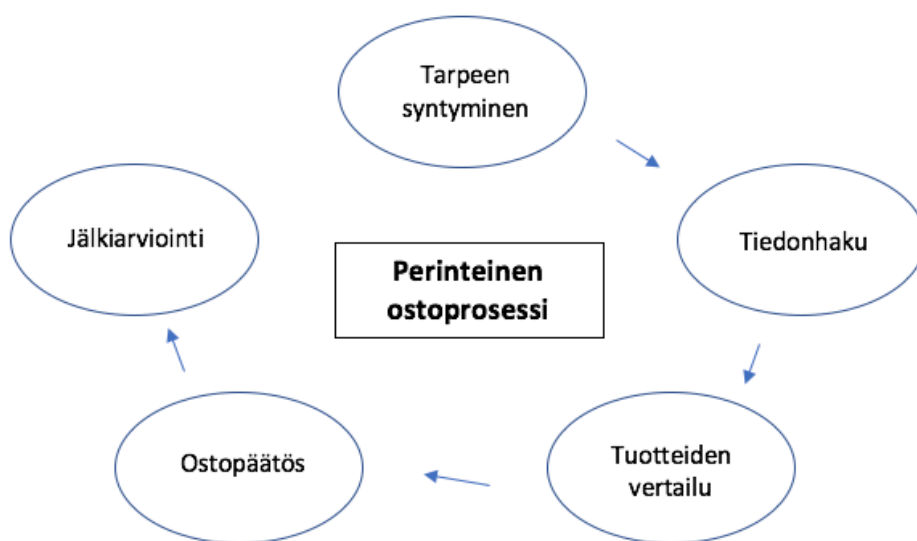 Tarpeen
syntyminen
Tiedonhaku
Tuotteiden
vertailu
Ostopäätös
Jälkiarviointi
Perinteinen
ostoprosessi